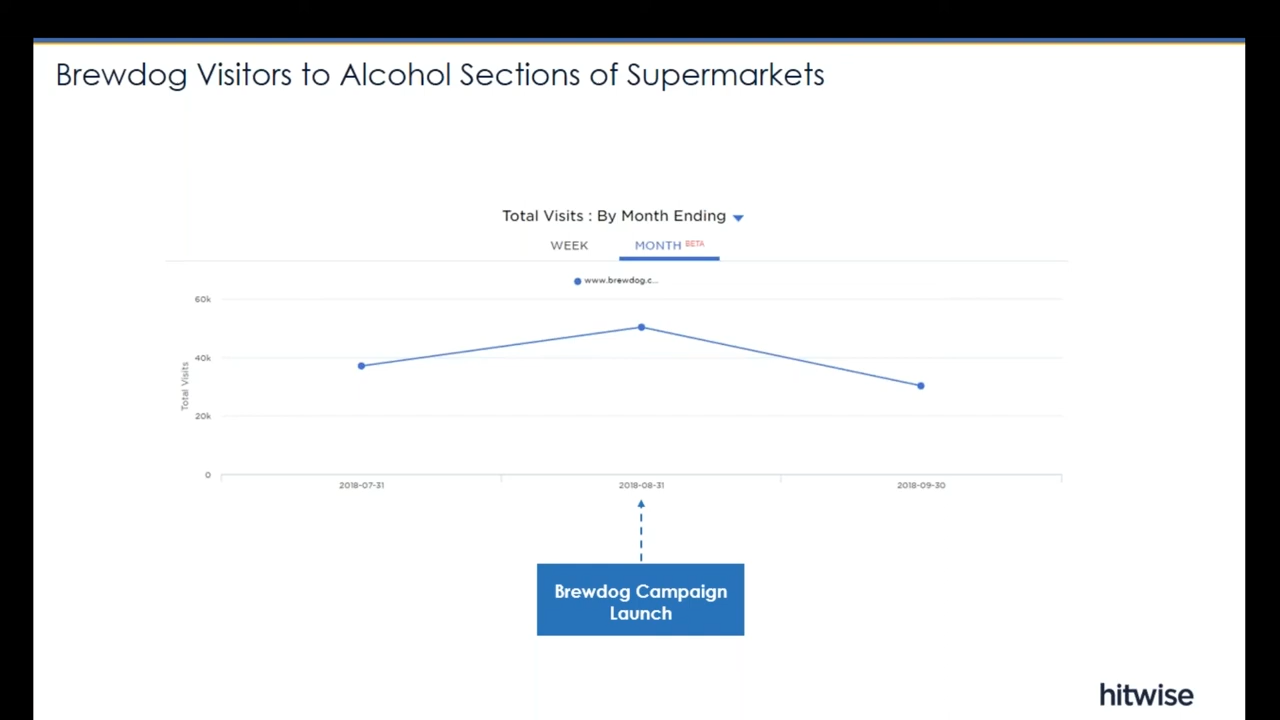 Brewdog Visitors to Alcohol Sections of Supermarkets
Total Visits : By Month Ending
WEEK
MONTH BETA
www.brewdog.c...
60k
40k
20k
0
Total Visits
2018-07-31
2018-08-31
2018-09-30
Brewdog Campaign
Launch
hitwise